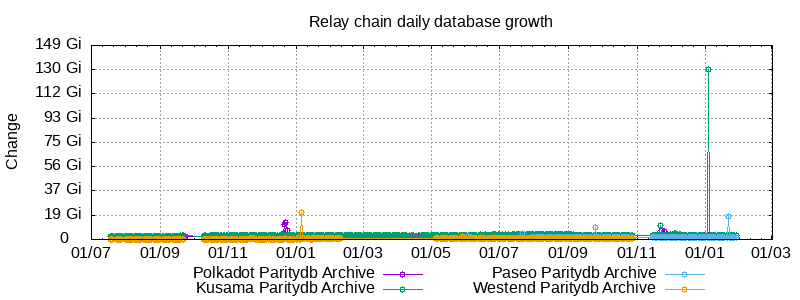 Relay chain daily database growth
149 Gi
130 Gi
112 Gi
93 Gi
75 Gi
56 Gi
37 Gi
19 Gi
0
Change
01/07 01/09 01/11 01/01 01/03 01/05 01/07 01/09 01/11 01/01 01/03
Polkadot Paritydb Archive Paseo Paritydb Archive
Kusama Paritydb Archive Westend Paritydb Archive